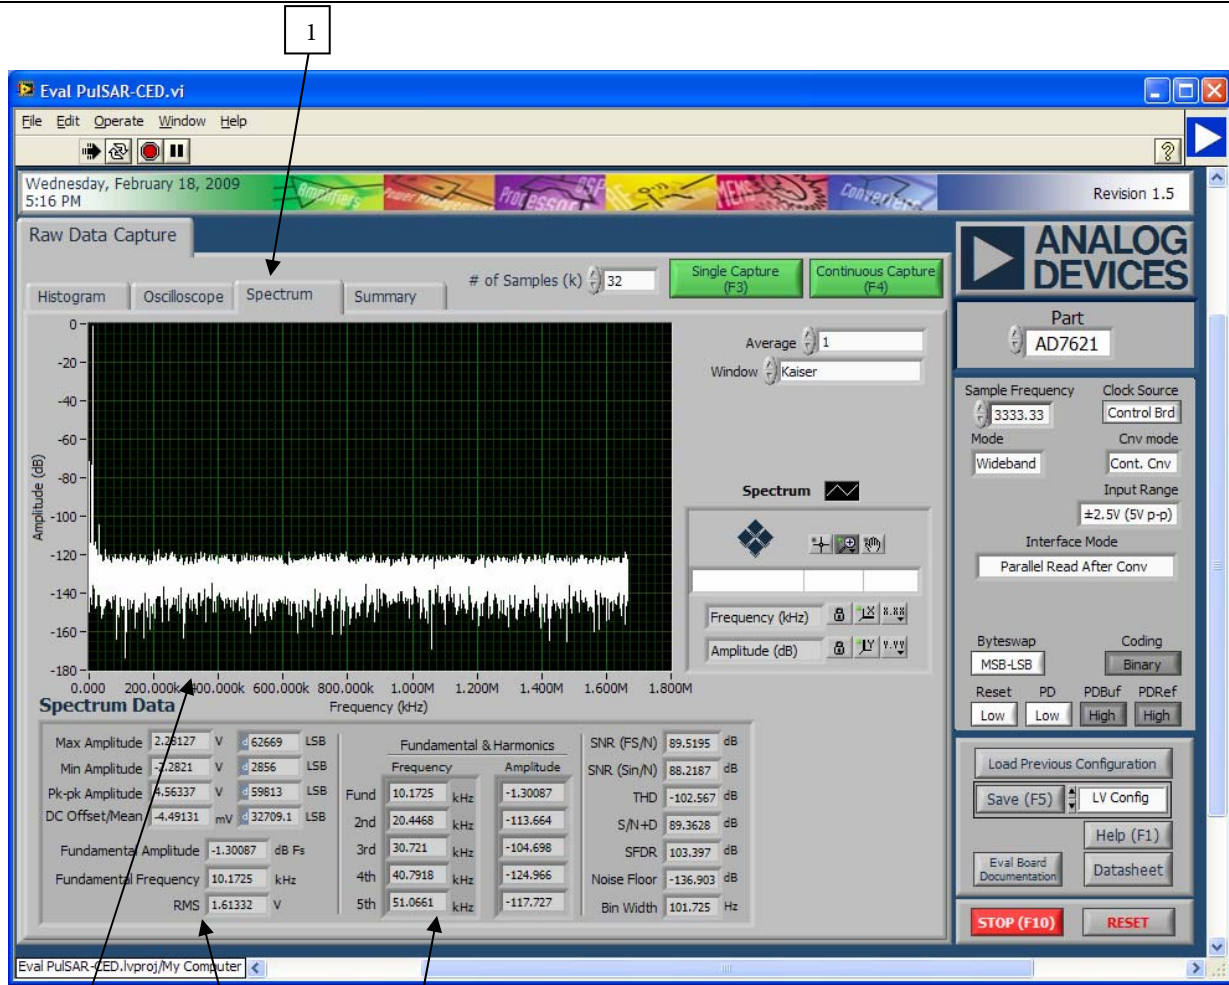 1
Eval PulSAR-CED.vi
File Edit Operate Window Help
Wednesday, February 18, 2009
5:16 PM
Amplifiers Power Management Processor DSP RF MEMS Converters
Revision 1.5
Raw Data Capture
ANALOG
DEVICES
Histogram Oscilloscope Spectrum Summary
# of Samples (k) 32
Single Capture
(F3)
Continuous Capture
(F4)
Part
AD7621
Average 1
Window Kaiser
Sample Frequency Clock Source
3333.33 Control Brd
Mode Cnv mode
Wideband Cont. Cnv
Input Range
±2.5V (5V p-p)
Interface Mode
Parallel Read After Conv
Byteswap Coding
MSB-LSB Binary
Reset PD PDBuf PDRef
Low Low High High
Amplitude (dB)
0
-20
-40
-60
-80
-100
-120
-140
-160
-180
0.000 200.000k 400.000k 600.000k 800.000k 1.000M 1.200M 1.400M 1.600M 1.800M
Frequency (kHz)
Spectrum
Frequency (kHz) X X.XX
Amplitude (dB) Y Y.YY
Spectrum Data
Max Amplitude 2.28127 V d 62669 LSB
Min Amplitude -2.2821 V d 2856 LSB
Pk-pk Amplitude 4.56337 V d 59813 LSB
DC Offset/Mean -4.49131 mV d 32709.1 LSB
Fundamental Amplitude -1.30087 dB Fs
Fundamental Frequency 10.1725 kHz
RMS 1.61332 V
Fundamental & Harmonics
Frequency Amplitude
Fund 10.1725 kHz -1.30087
2nd 20.4468 kHz -113.664
3rd 30.721 kHz -104.698
4th 40.7918 kHz -124.966
5th 51.0661 kHz -117.727
SNR (FS/N) 89.5195 dB
SNR (Sin/N) 88.2187 dB
THD -102.567 dB
S/N+D 89.3628 dB
SFDR 103.397 dB
Noise Floor -136.903 dB
Bin Width 101.725 Hz
Load Previous Configuration
Save (F5) LV Config
Help (F1)
Eval Board
Documentation
Datasheet
STOP (F10) RESET
Eval PulSAR-CED.lvproj/My Computer